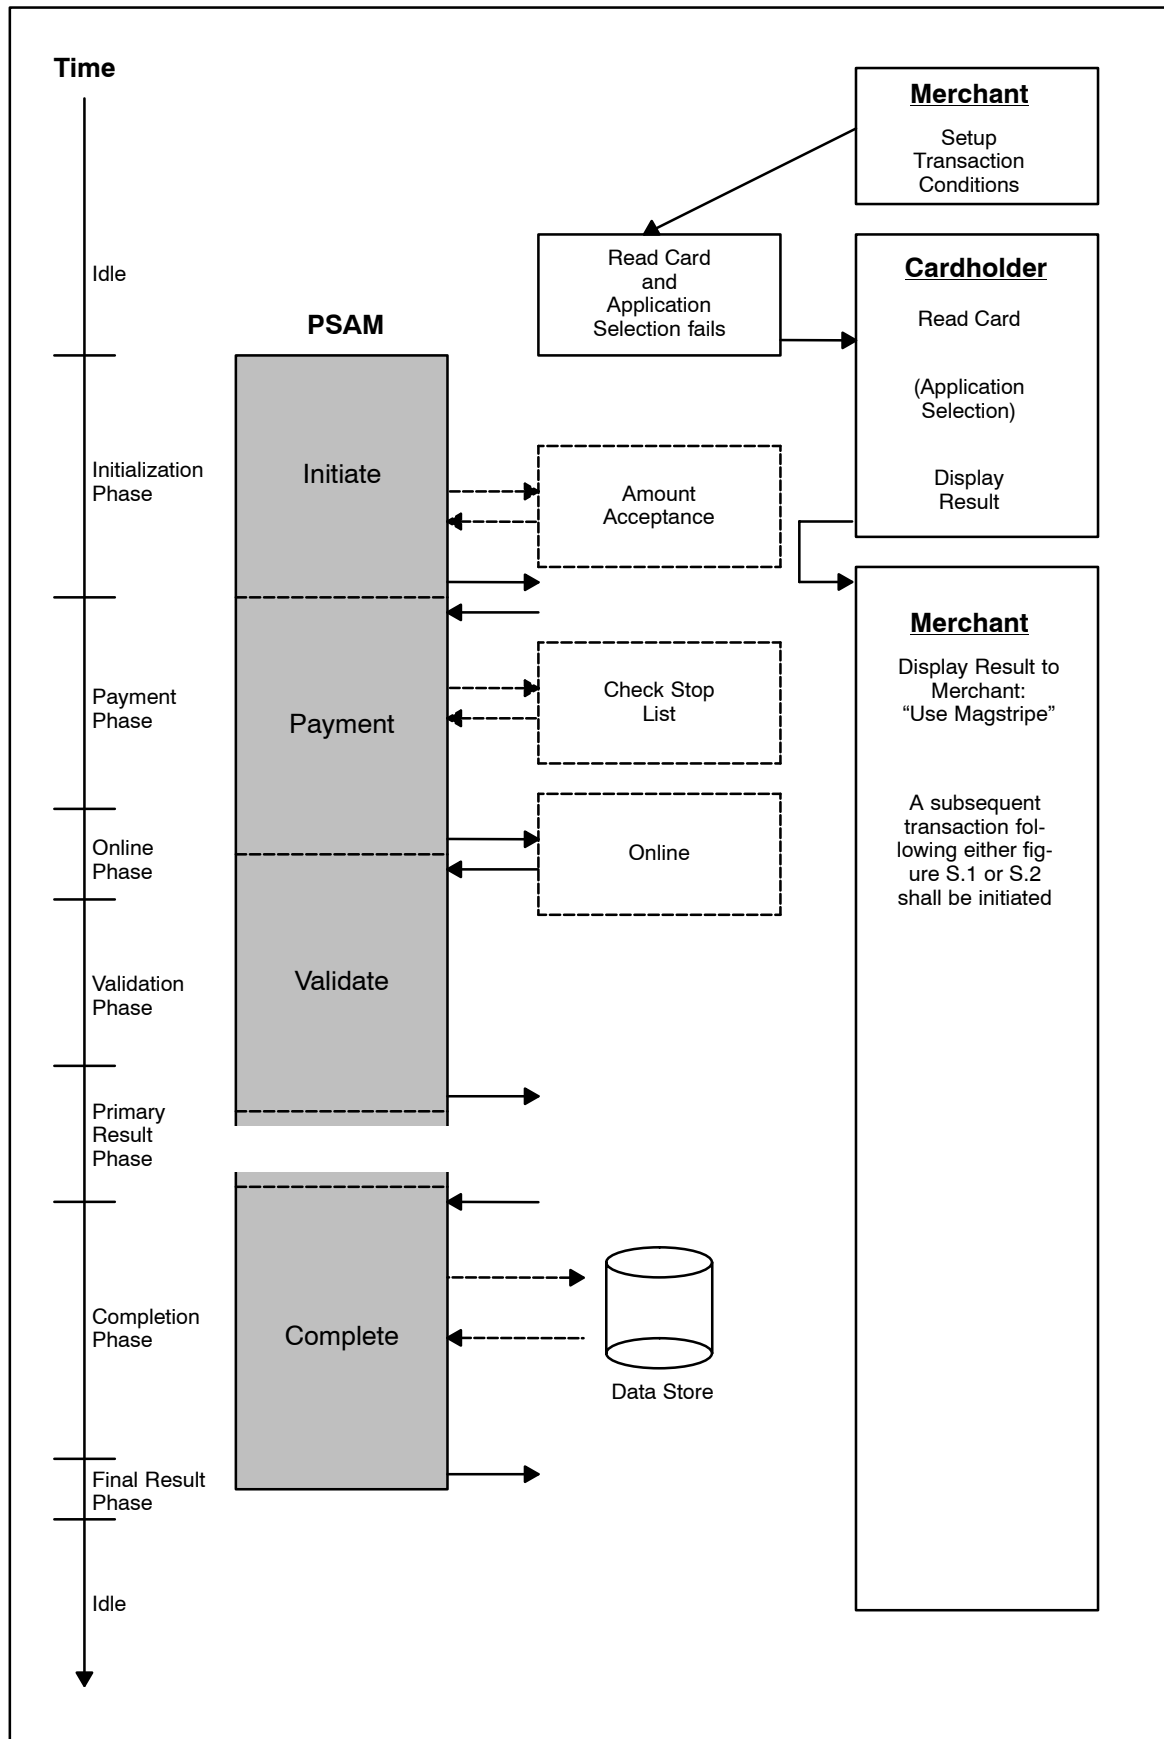 Time
Merchant
Setup
Transaction
Conditions
Idle
Read Card
and
Application
Selection fails
Cardholder
Read Card
(Application
Selection)
Display
Result
PSAM
Initialization
Phase
Initiate
Amount
Acceptance
Merchant
Display Result to
Merchant:
“Use Magstripe”
A subsequent
transaction fol-
lowing either fig-
ure S.1 or S.2
shall be initiated
Payment
Phase
Payment
Check Stop
List
Online
Phase
Online
Validation
Phase
Validate
Primary
Result
Phase
Completion
Phase
Complete
Data Store
Final Result
Phase
Idle